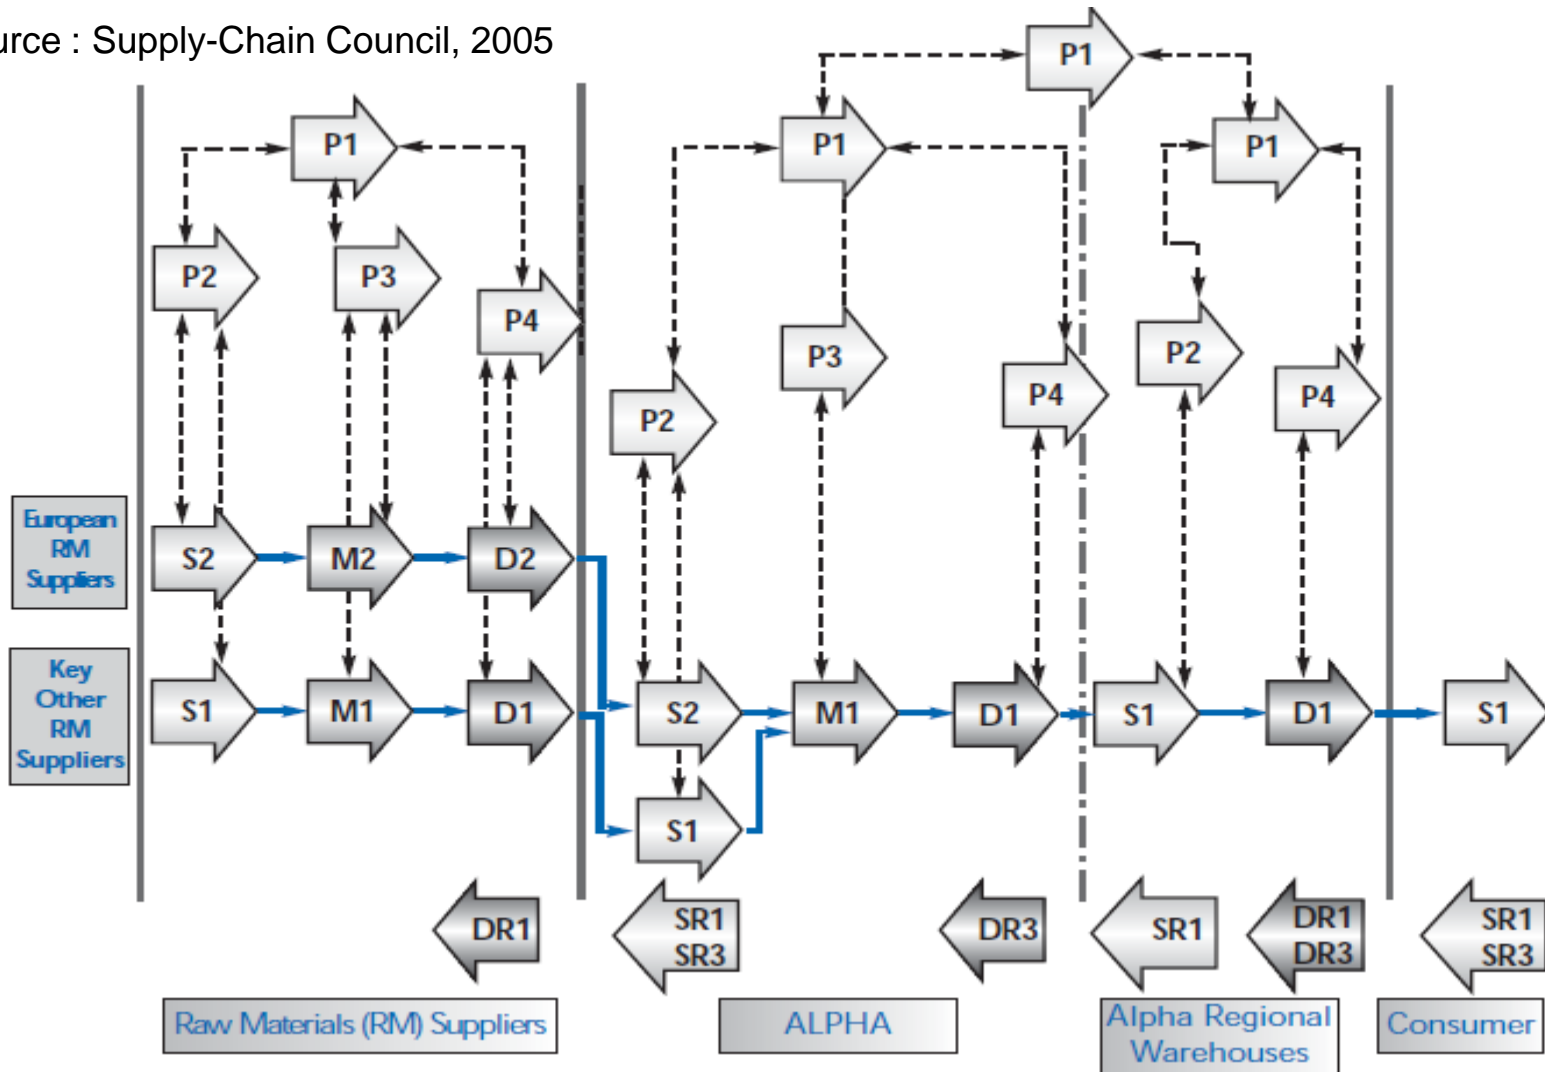 urce : Supply-Chain Council, 2005
P1
P1
P1
P1
P2
P3
P4
P3
P2
P4
P2
P4
European
RM
Suppliers
S2
M2
D2
Key
Other
RM
Suppliers
S1
M1
D1
S2
M1
D1
S1
D1
S1
S1
DR1
SR1
SR3
DR3
SR1
DR1
DR3
SR1
SR3
Raw Materials (RM) Suppliers
ALPHA
Alpha Regional
Warehouses
Consumer